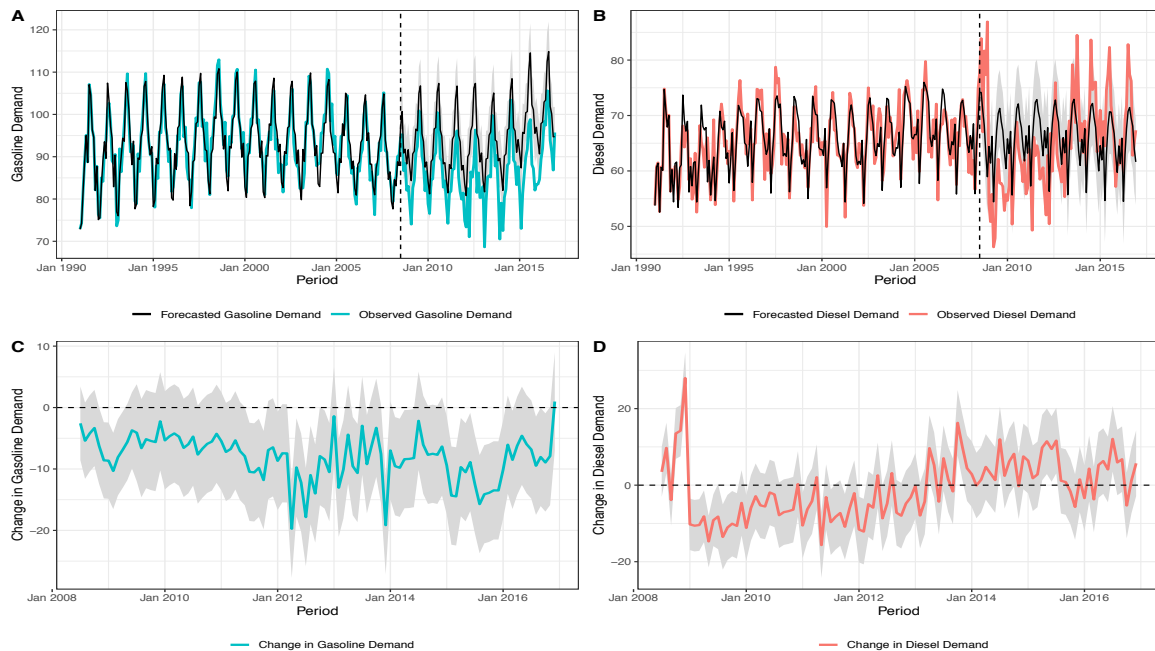 A
Gasoline Demand
120
110
100
90
80
70
Jan 1990
Jan 1995
Jan 2000
Jan 2005
Jan 2010
Jan 2015
Period
Forecasted Gasoline Demand
Observed Gasoline Demand
B
Diesel Demand
80
70
60
50
Jan 1990
Jan 1995
Jan 2000
Jan 2005
Jan 2010
Jan 2015
Period
Forecasted Diesel Demand
Observed Diesel Demand
C
Change in Gasoline Demand
10
0
−10
−20
Jan 2008
Jan 2010
Jan 2012
Jan 2014
Jan 2016
Period
Change in Gasoline Demand
D
Change in Diesel Demand
20
0
−20
Jan 2008
Jan 2010
Jan 2012
Jan 2014
Jan 2016
Period
Change in Diesel Demand